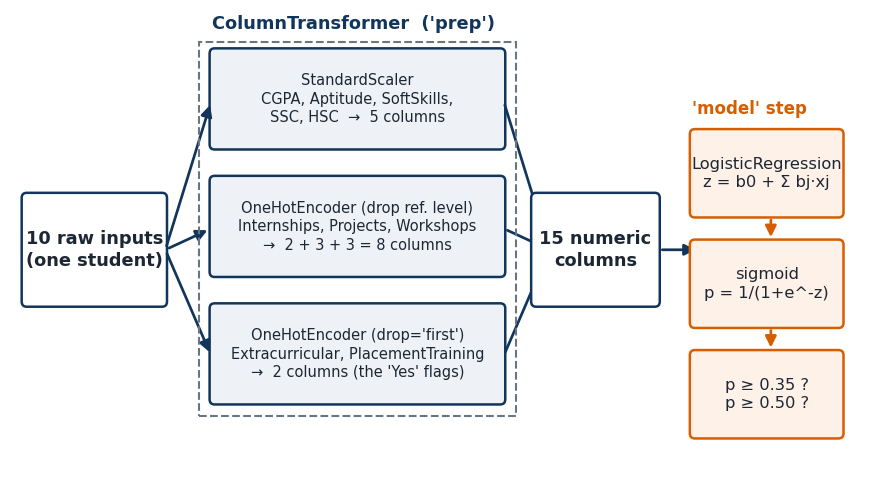 ColumnTransformer  ('prep')
StandardScaler
CGPA, Aptitude, SoftSkills,
SSC, HSC  →  5 columns
OneHotEncoder (drop ref. level)
Internships, Projects, Workshops
→  2 + 3 + 3 = 8 columns
OneHotEncoder (drop='first')
Extracurricular, PlacementTraining
→  2 columns (the 'Yes' flags)
10 raw inputs
(one student)
15 numeric
columns
'model' step
LogisticRegression
z = b0 + Σ bj·xj
sigmoid
p = 1/(1+e^-z)
p ≥ 0.35 ?
p ≥ 0.50 ?